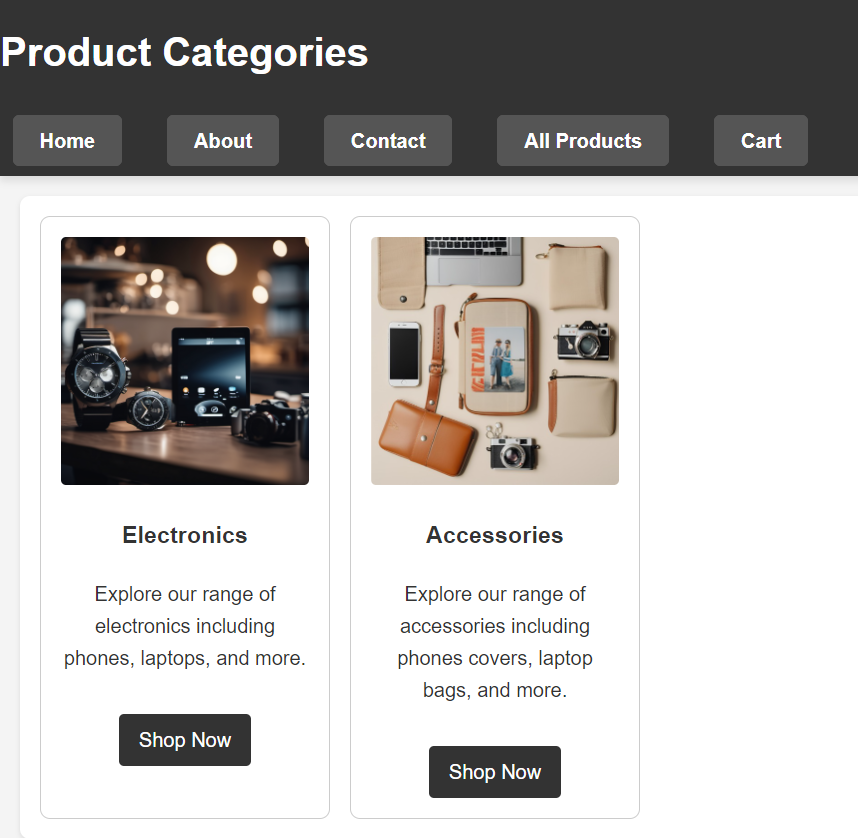 Product Categories
Home About Contact All Products Cart
Electronics
Explore our range of
electronics including
phones, laptops, and more.
Shop Now
Accessories
Explore our range of
accessories including
phones covers, laptop
bags, and more.
Shop Now